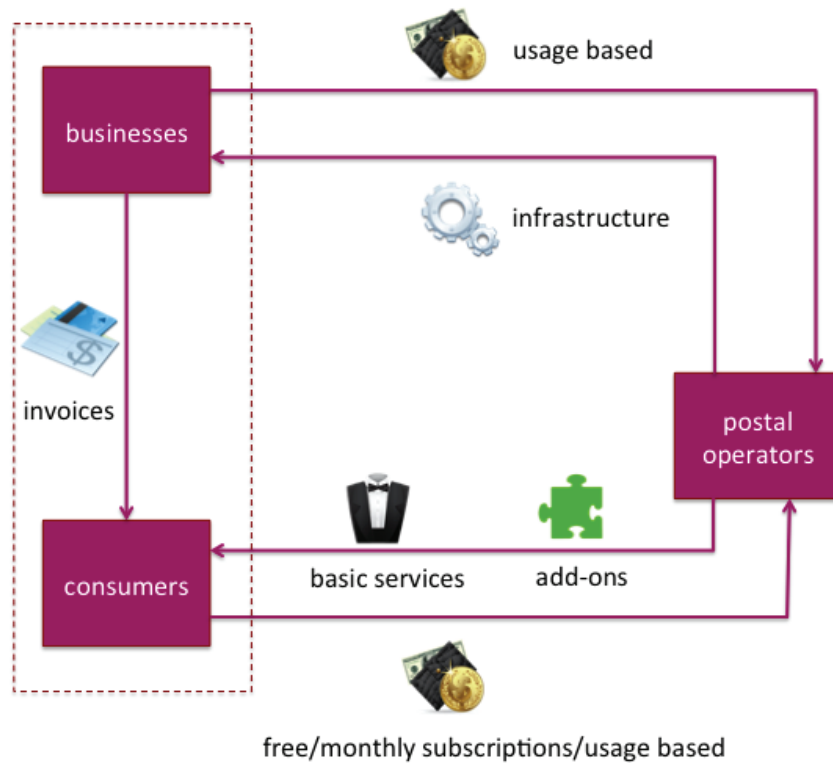 usage based
businesses
infrastructure
$
invoices
postal
operators
basic services
add-ons
consumers
free/monthly subscriptions/usage based